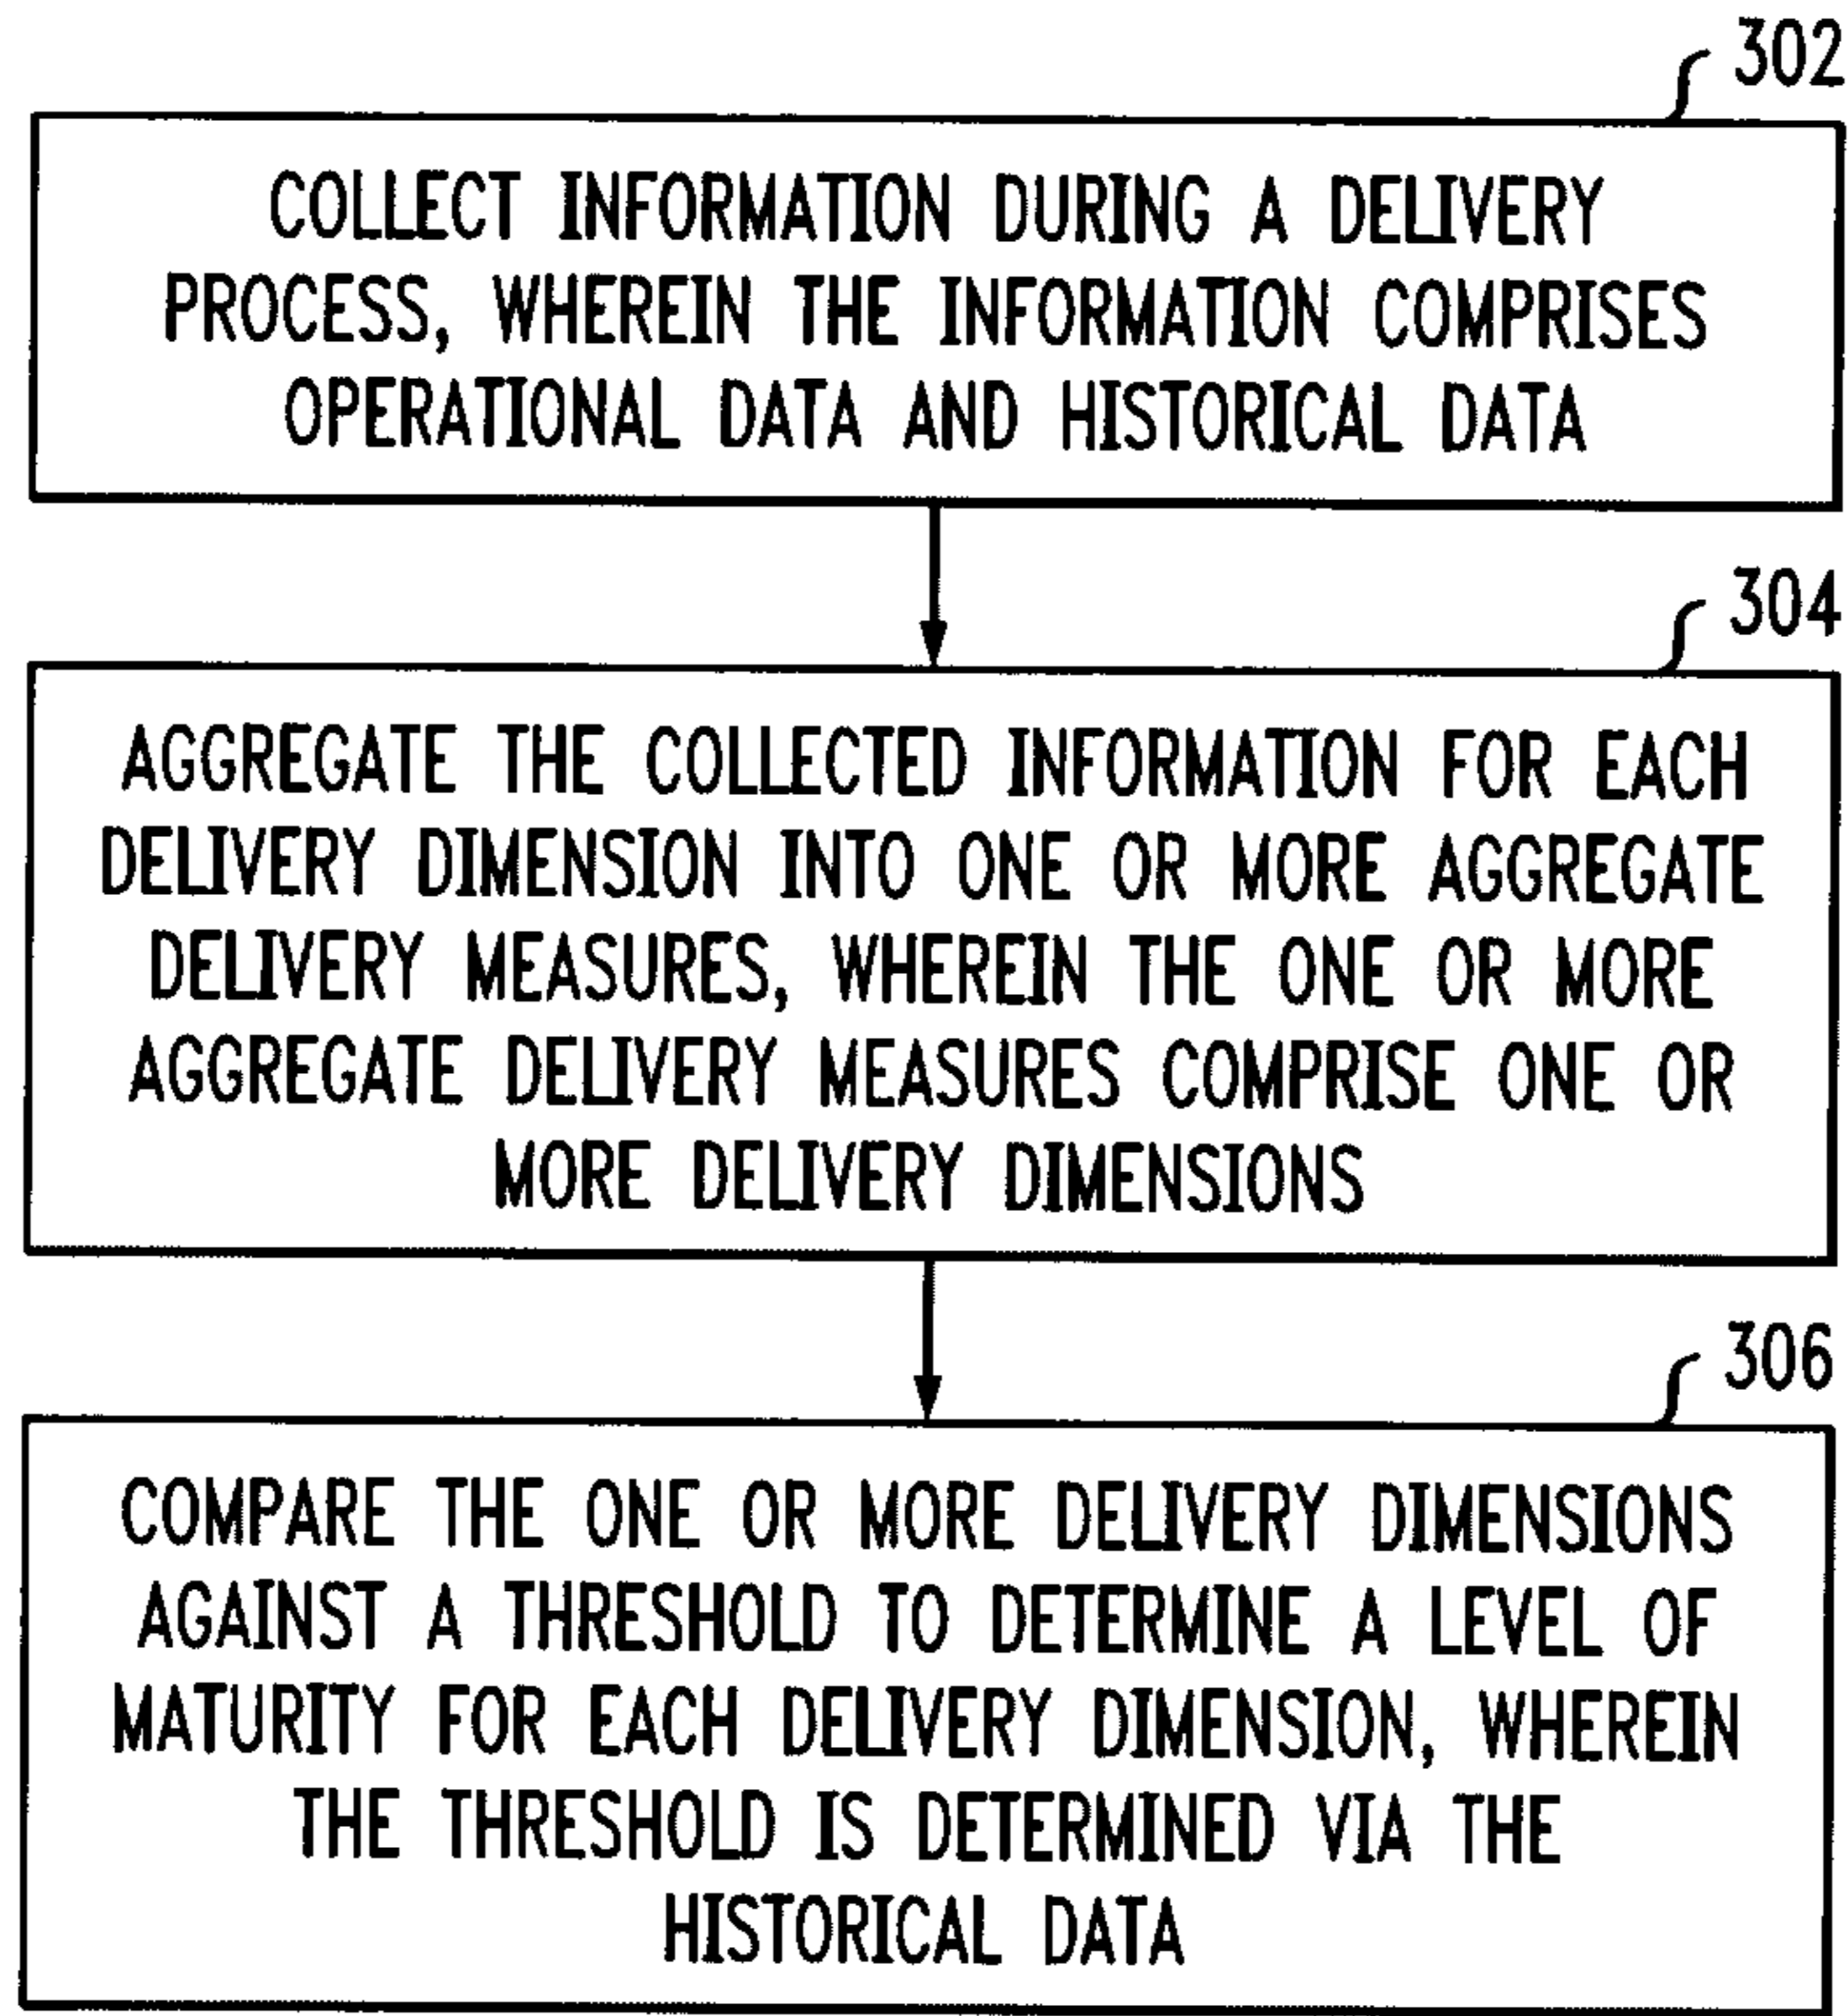 302
COLLECT INFORMATION DURING A DELIVERY
PROCESS, WHEREIN THE INFORMATION COMPRISES
OPERATIONAL DATA AND HISTORICAL DATA
304
AGGREGATE THE COLLECTED INFORMATION FOR EACH
DELIVERY DIMENSION INTO ONE OR MORE AGGREGATE
DELIVERY MEASURES, WHEREIN THE ONE OR MORE
AGGREGATE DELIVERY MEASURES COMPRISE ONE OR
MORE DELIVERY DIMENSIONS
306
COMPARE THE ONE OR MORE DELIVERY DIMENSIONS
AGAINST A THRESHOLD TO DETERMINE A LEVEL OF
MATURITY FOR EACH DELIVERY DIMENSION, WHEREIN
THE THRESHOLD IS DETERMINED VIA THE
HISTORICAL DATA